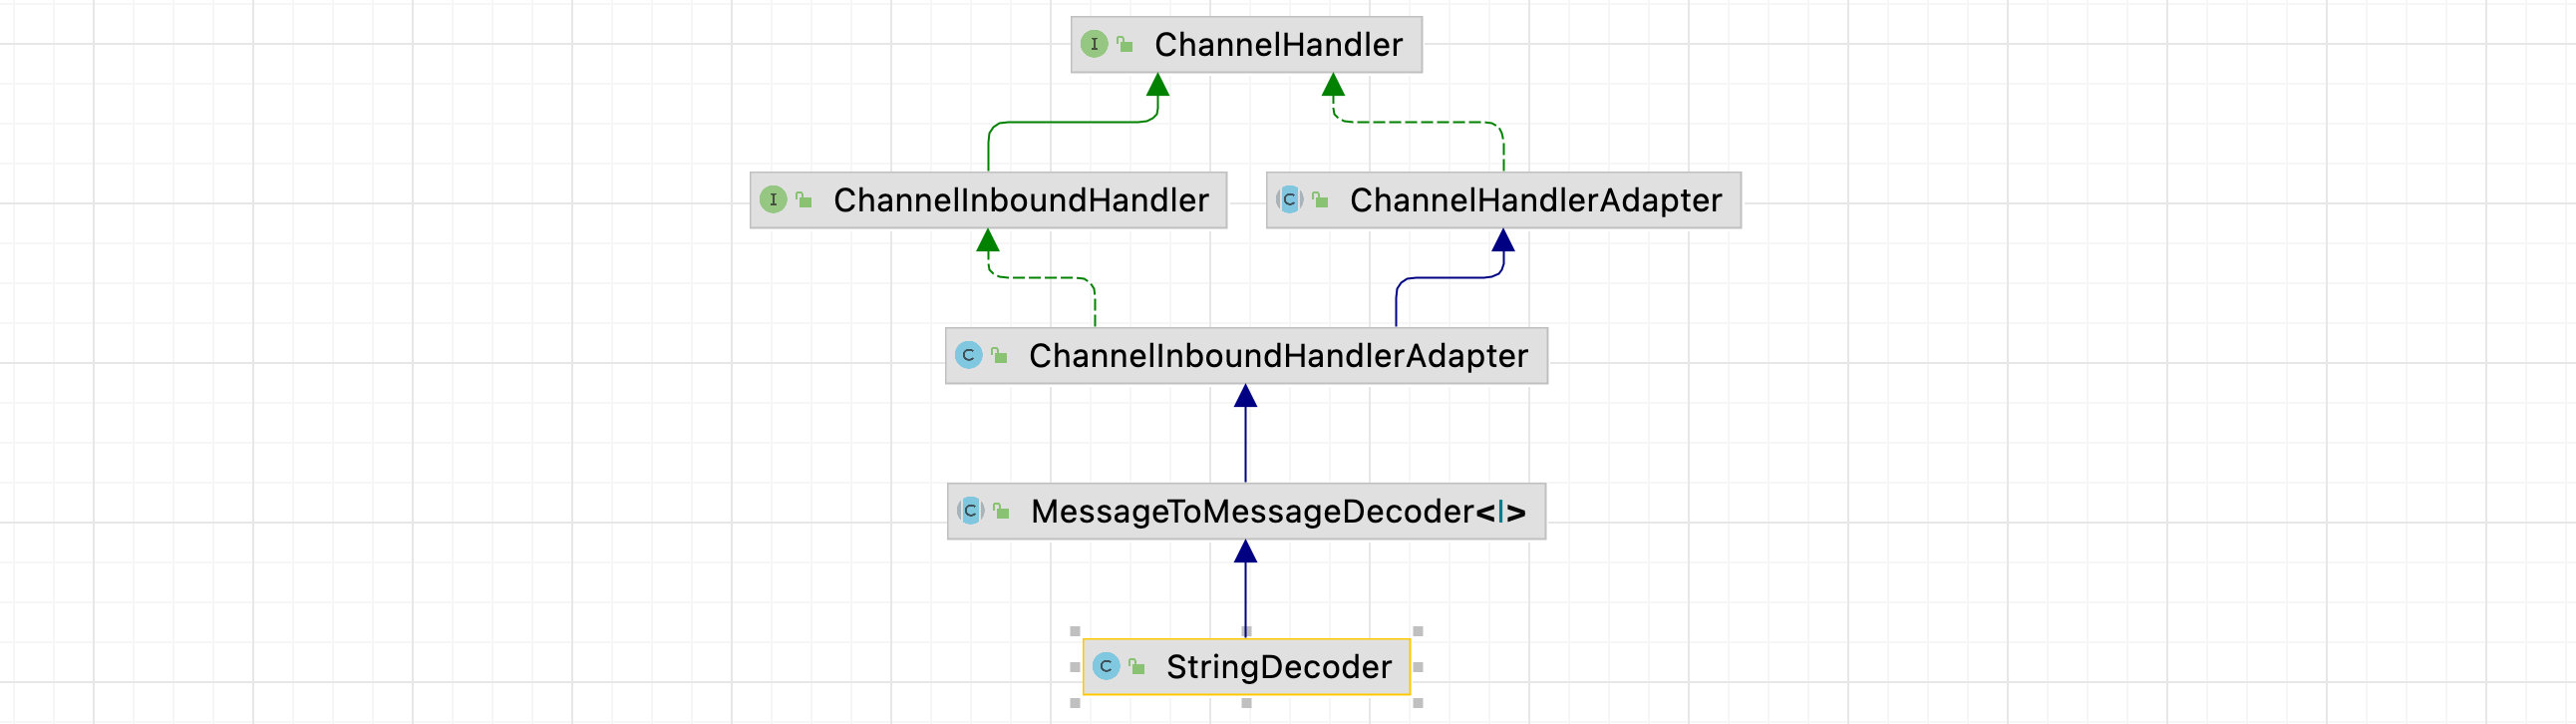 I ChannelHandler
I ChannelInboundHandler
C ChannelHandlerAdapter
C ChannelInboundHandlerAdapter
C MessageToMessageDecoder<I>
C StringDecoder